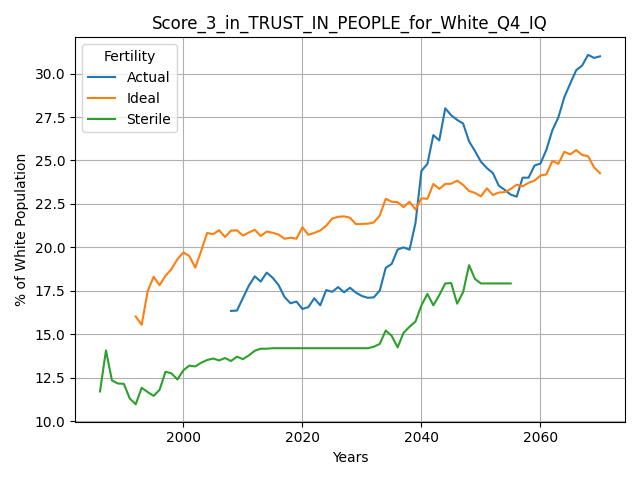 Score_3_in_TRUST_IN_PEOPLE_for_White_Q4_IQ
Fertility
Actual
Ideal
Sterile
% of White Population
30.0
27.5
25.0
22.5
20.0
17.5
15.0
12.5
10.0
2000
2020
2040
2060
Years